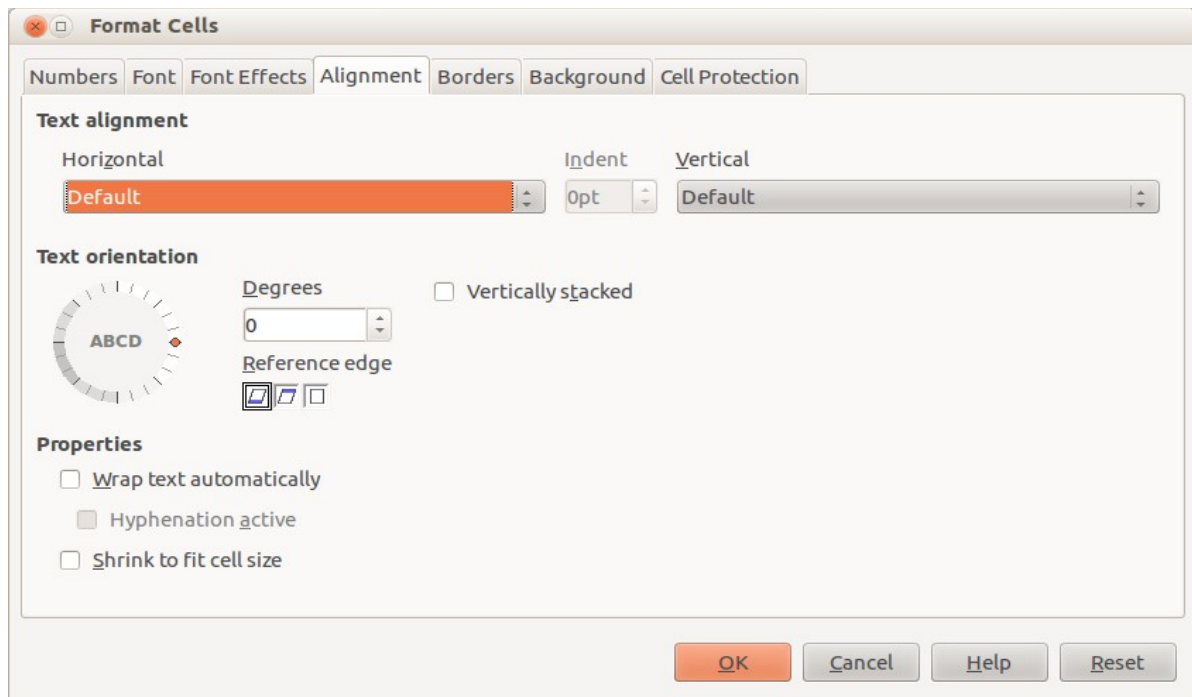 Format Cells
Numbers Font Font Effects Alignment Borders Background Cell Protection
Text alignment
Horizontal Indent Vertical
Default 0pt Default
Text orientation
Degrees Vertically stacked
ABCD 0
Reference edge
Properties
Wrap text automatically
Hyphenation active
Shrink to fit cell size
OK Cancel Help Reset